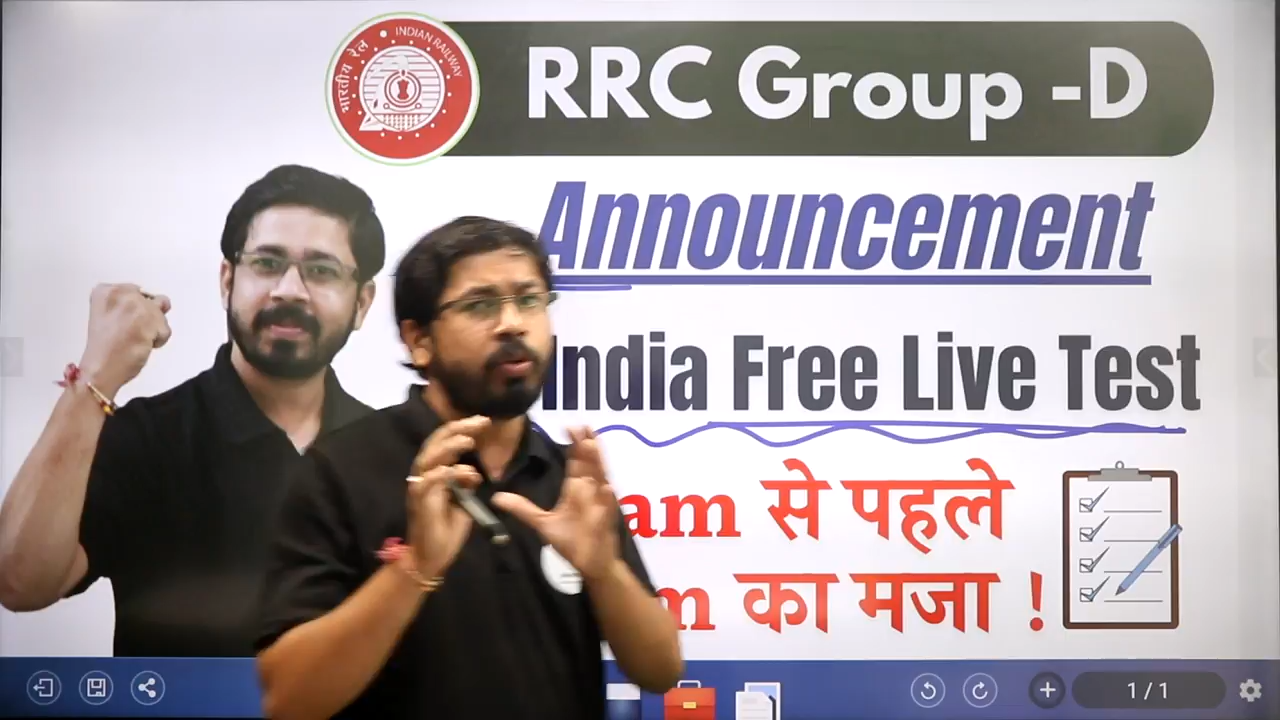 भारतीय रेल INDIAN RAILWAY
RRC Group -D
Announcement
India Free Live Test
से पहले
का मजा !
1 / 1